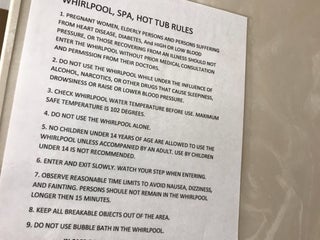 WHIRLPOOL, SPA, HOT TUB RULES
1. PREGNANT WOMEN, ELDERLY PERSONS AND PERSONS SUFFERING
FROM HEART DISEASE, DIABETES, And HIGH OR LOW BLOOD
PRESSURE, OR THOSE RECOVERING FROM AN ILLNESS SHOULD NOT
ENTER THE WHIRLPOOL WITHOUT PRIOR MEDICAL CONSULTATION
AND PERMISSION FROM THEIR DOCTORS.
2. DO NOT USE THE WHIRLPOOL WHILE UNDER THE INFLUENCE OF
ALCOHOL, NARCOTICS, OR OTHER DRUGS THAT CAUSE SLEEPINESS,
DROWSINESS OR RAISE OR LOWER BLOOD PRESSURE.
3. CHECK WHIRLPOOL WATER TEMPERATURE BEFORE USE. MAXIMUM
SAFE TEMPERATURE IS 102 DEGREES.
4. DO NOT USE THE WHIRLPOOL ALONE.
5. NO CHILDREN UNDER 14 YEARS OF AGE ARE ALLOWED TO USE THE
WHIRLPOOL UNLESS ACCOMPANIED BY AN ADULT. USE BY CHILDREN
UNDER 14 IS NOT RECOMMENDED.
6. ENTER AND EXIT SLOWLY. WATCH YOUR STEP WHEN ENTERING.
7. OBSERVE REASONABLE TIME LIMITS TO AVOID NAUSEA, DIZZINESS,
AND FAINTING. PERSONS SHOULD NOT REMAIN IN THE WHIRLPOOL
LONGER THEN 15 MINUTES.
8. KEEP ALL BREAKABLE OBJECTS OUT OF THE AREA.
9. DO NOT USE BUBBLE BATH IN THE WHIRLPOOL.